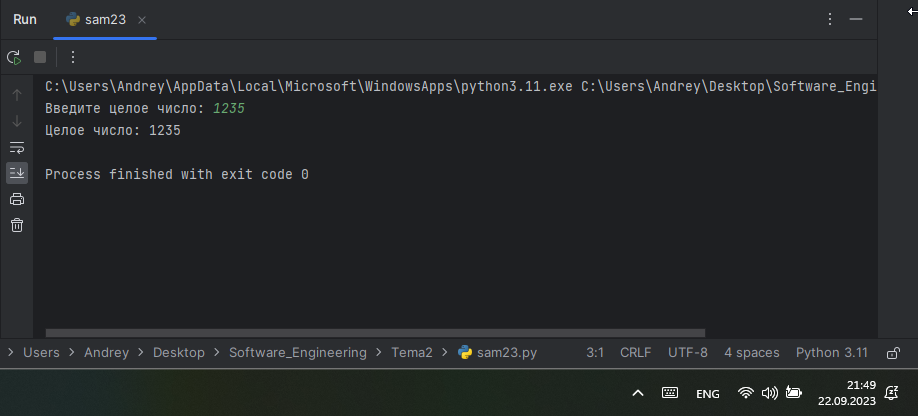 Run sam23
C:\Users\Andrey\AppData\Local\Microsoft\WindowsApps\python3.11.exe C:\Users\Andrey\Desktop\Software_Engi
Введите целое число: 1235
Целое число: 1235
Process finished with exit code 0
Users > Andrey > Desktop > Software_Engineering > Tema2 > sam23.py 3:1 CRLF UTF-8 4 spaces Python 3.11
ENG
21:49
22.09.2023